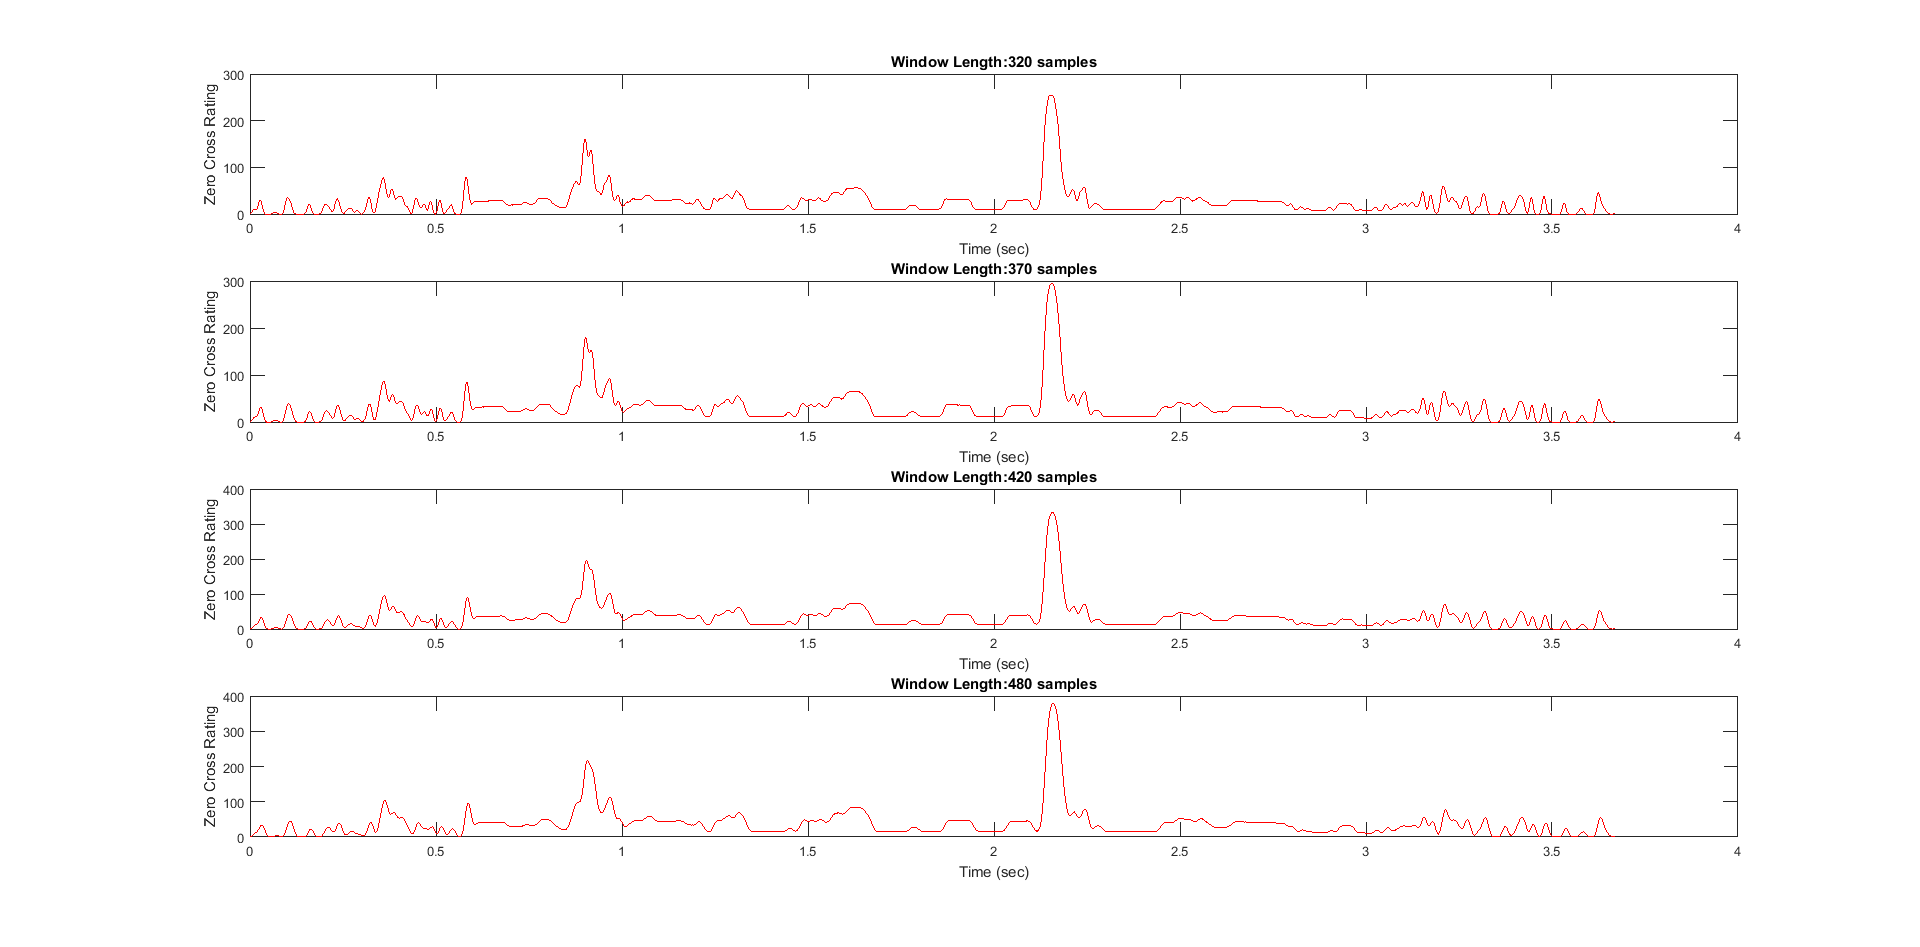 Window Length:320 samples
Zero Cross Rating
300
200
100
0
0 0.5 1 1.5 2 2.5 3 3.5 4
Time (sec)
Window Length:370 samples
Zero Cross Rating
300
200
100
0
0 0.5 1 1.5 2 2.5 3 3.5 4
Time (sec)
Window Length:420 samples
Zero Cross Rating
400
300
200
100
0
0 0.5 1 1.5 2 2.5 3 3.5 4
Time (sec)
Window Length:480 samples
Zero Cross Rating
400
300
200
100
0
0 0.5 1 1.5 2 2.5 3 3.5 4
Time (sec)